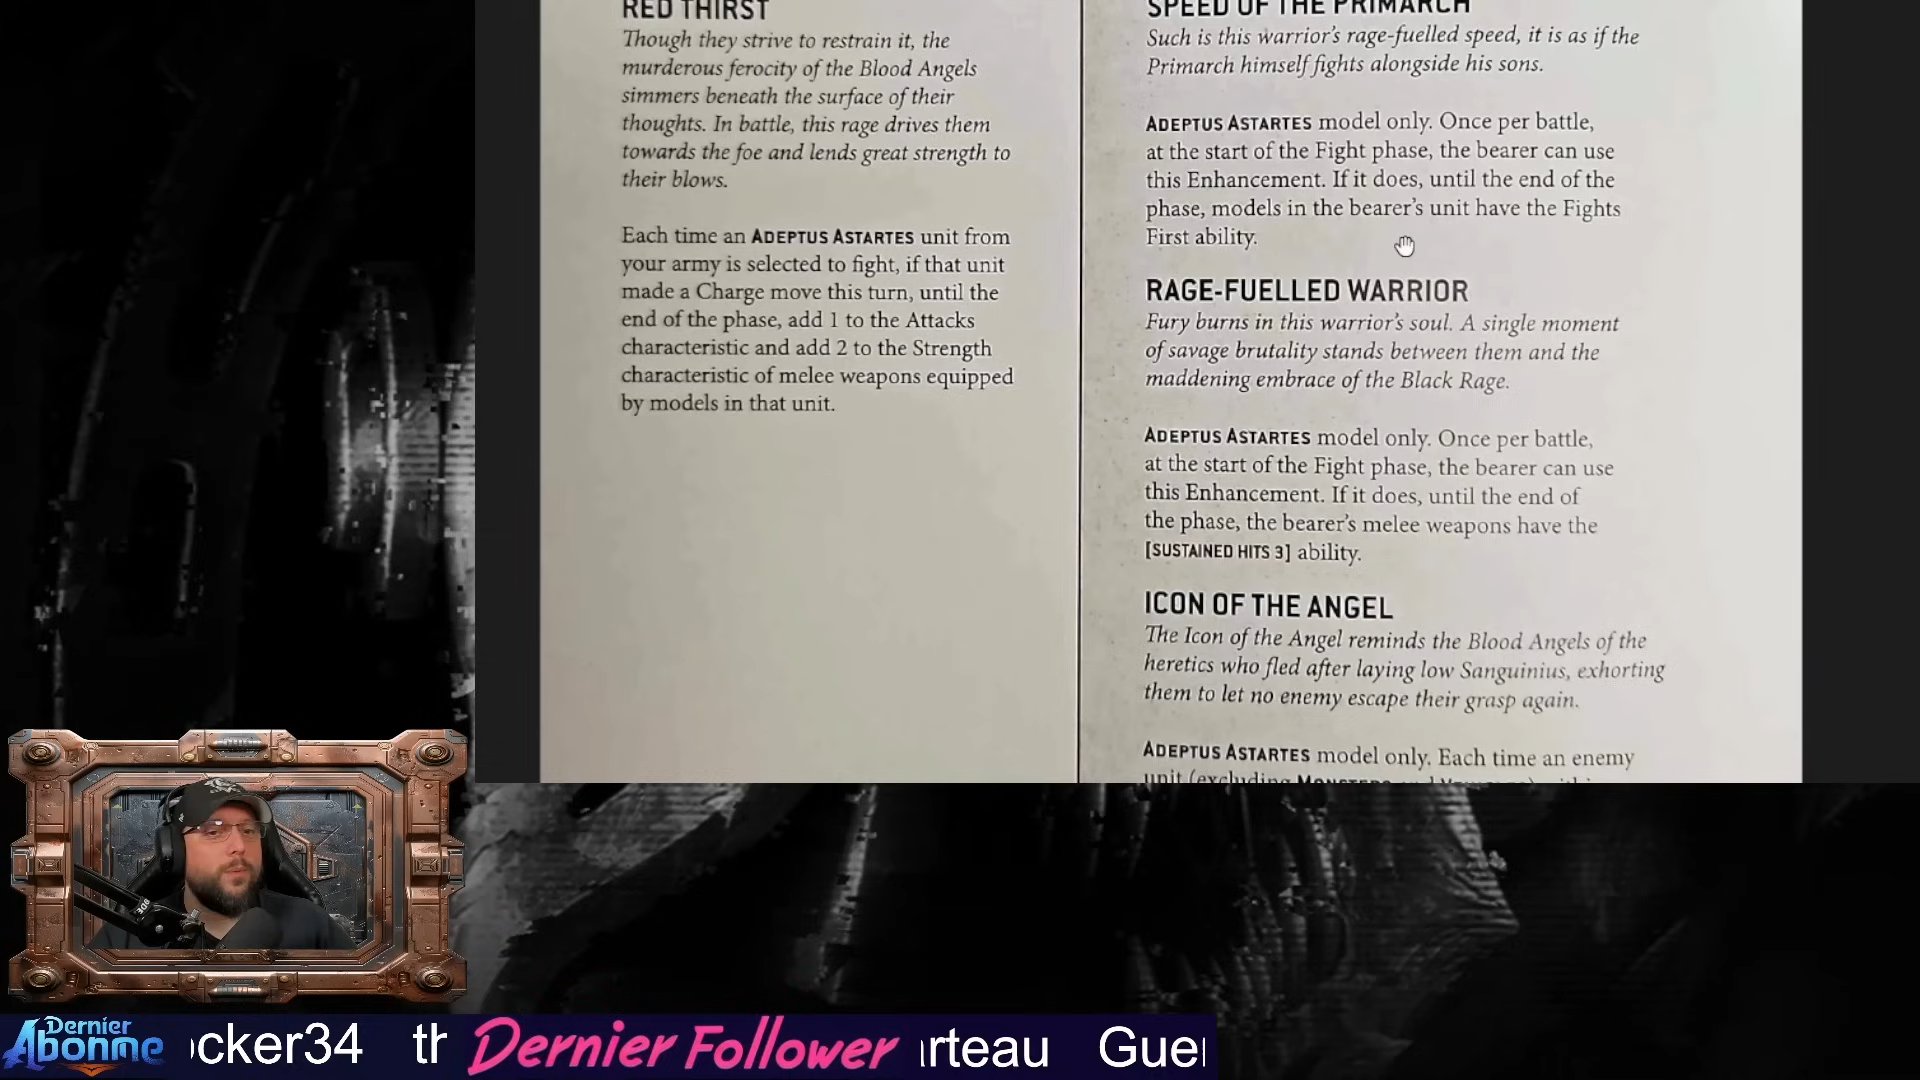 RED THIRST
Though they strive to restrain it, the
murderous ferocity of the Blood Angels
simmers beneath the surface of their
thoughts. In battle, this rage drives them
towards the foe and lends great strength to
their blows.
Each time an ADEPTUS ASTARTES unit from
your army is selected to fight, if that unit
made a Charge move this turn, until the
end of the phase, add 1 to the Attacks
characteristic and add 2 to the Strength
characteristic of melee weapons equipped
by models in that unit.
SPEED OF THE PRIMARCH
Such is this warrior's rage-fuelled speed, it is as if the
Primarch himself fights alongside his sons.
ADEPTUS ASTARTES model only. Once per battle,
at the start of the Fight phase, the bearer can use
this Enhancement. If it does, until the end of the
phase, models in the bearer's unit have the Fights
First ability.
RAGE-FUELLED WARRIOR
Fury burns in this warrior's soul. A single moment
of savage brutality stands between them and the
maddening embrace of the Black Rage.
ADEPTUS ASTARTES model only. Once per battle,
at the start of the Fight phase, the bearer can use
this Enhancement. If it does, until the end of
the phase, the bearer's melee weapons have the
[SUSTAINED HITS 3] ability.
ICON OF THE ANGEL
The Icon of the Angel reminds the Blood Angels of the
heretics who fled after laying low Sanguinius, exhorting
them to let no enemy escape their grasp again.
ADEPTUS ASTARTES model only. Each time an enemy
unit (excluding
Dernier
Abonné
cker34 th
Dernier Follower
rteau Gue